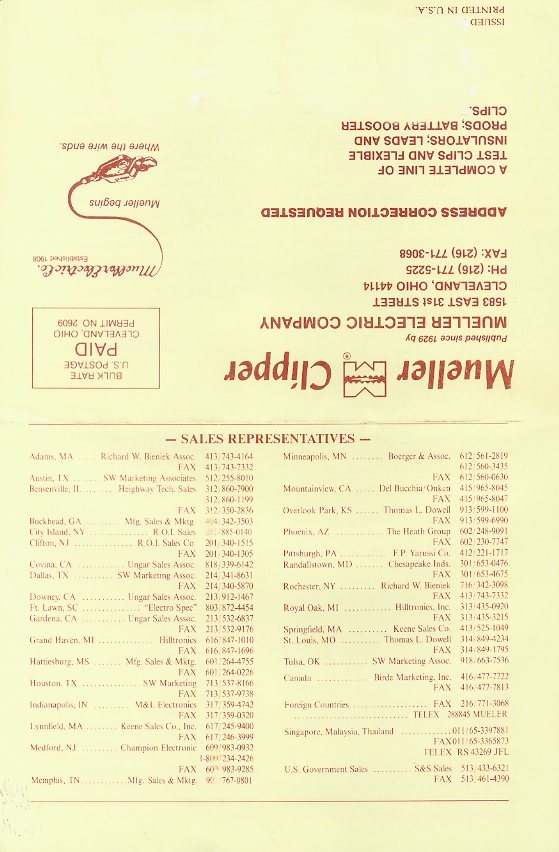 Mueller Clipper ®
Published since 1929 by
MUELLER ELECTRIC COMPANY
1583 EAST 31st STREET
CLEVELAND, OHIO 44114
PH: (216) 771-5225
FAX: (216) 771-3068
ADDRESS CORRECTION REQUESTED
A COMPLETE LINE OF
TEST CLIPS AND FLEXIBLE
INSULATORS; LEADS AND
PRODS; BATTERY BOOSTER
CLIPS.
ISSUED
PRINTED IN U.S.A.
BULK RATE
U.S. POSTAGE
PAID
CLEVELAND, OHIO
PERMIT NO. 2609
Mueller Electric Co.
Established 1908
Mueller begins
Where the wire ends.
— SALES REPRESENTATIVES —
Adams, MA ..... Richard W. Bieniek Assoc. 413/743-4164
FAX 413/743-7332
Austin, TX ...... SW Marketing Associates 512/255-8010
Bensenville, IL ....... Heighway Tech. Sales 312/860-7900
312/860-1199
FAX 312/350-2836
Buckhead, GA ......... Mfg. Sales & Mktg. 404/342-3503
City Island, NY ................ R.O.I. Sales 201/885-0140
Clifton, NJ ................ R.O.I. Sales Co. 201/340-1515
FAX 201/340-1305
Covina, CA ............ Ungar Sales Assoc. 818/339-6142
Dallas, TX ............ SW Marketing Assoc. 214/341-8631
FAX 214/340-5870
Downey, CA ........... Ungar Sales Assoc. 213/912-1467
Ft. Lawn, SC .............. "Electro Spec" 803/872-4454
Gardena, CA .......... Ungar Sales Assoc. 213/532-6837
FAX 213/532-9176
Grand Haven, MI ............... Hilltronics 616/847-1010
FAX 616/847-1696
Hattiesburg, MS ...... Mfg. Sales & Mktg. 601/264-4755
FAX 601/264-0226
Houston, TX ................. SW Marketing 713/537-8166
FAX 713/537-9738
Indianapolis, IN .......... M&L Electronics 317/359-4742
FAX 317/359-0320
Lynnfield, MA ........ Keene Sales Co., Inc. 617/245-9400
FAX 617/246-3999
Medford, NJ ........ Champion Electronic 609/983-0932
1-800/234-2426
FAX 609/983-9285
Memphis, TN ........... Mfg. Sales & Mktg. 901/767-0801
Minneapolis, MN ........ Boerger & Assoc. 612/561-2819
612/560-3435
FAX 612/560-0630
Mountainview, CA ..... Del Bucchia/Onken 415/965-8045
FAX 415/965-8047
Overlook Park, KS ....... Thomas L. Dowell 913/599-1100
FAX 913/599-6990
Phoenix, AZ ............... The Heath Group 602/248-9091
FAX 602/230-7747
Pittsburgh, PA .............. F.P. Yarussi Co. 412/221-1717
Randallstown, MD ....... Chesapeake Inds. 301/653-0476
FAX 301/653-4675
Rochester, NY ......... Richard W. Bieniek 716/342-3098
FAX 413/743-7332
Royal Oak, MI ............ Hilltronics, Inc. 313/435-0920
FAX 313/435-3215
Springfield, MA .......... Keene Sales Co. 413/525-1049
St. Louis, MO .......... Thomas L. Dowell 314/849-4234
FAX 314/849-1795
Tulsa, OK ............ SW Marketing Assoc. 918/663-7536
Canada ............... Birde Marketing, Inc. 416/477-7722
FAX 416/477-7813
Foreign Countries .................. FAX 216/771-3068
............................ TELEX 288845 MUELER
Singapore, Malaysia, Thailand ............ 011/65-3397881
FAX 011/65-3365873
TELEX RS 43269 JFL
U.S. Government Sales .......... S&S Sales 513/433-6321
FAX 513/461-4390